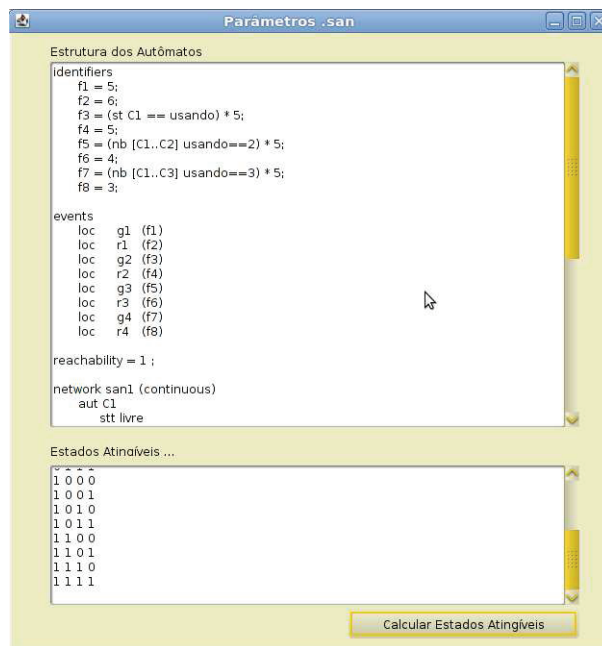 Parâmetros .san
Estrutura dos Autômatos
identifiers
f1 = 5;
f2 = 6;
f3 = (st C1 == usando) * 5;
f4 = 5;
f5 = (nb [C1..C2] usando==2) * 5;
f6 = 4;
f7 = (nb [C1..C3] usando==3) * 5;
f8 = 3;
events
loc g1 (f1)
loc r1 (f2)
loc g2 (f3)
loc r2 (f4)
loc g3 (f5)
loc r3 (f6)
loc g4 (f7)
loc r4 (f8)
reachability = 1 ;
network san1 (continuous)
aut C1
stt livre
Estados Atingíveis ...
1 0 0 0
1 0 0 1
1 0 1 0
1 0 1 1
1 1 0 0
1 1 0 1
1 1 1 0
1 1 1 1
Calcular Estados Atingíveis